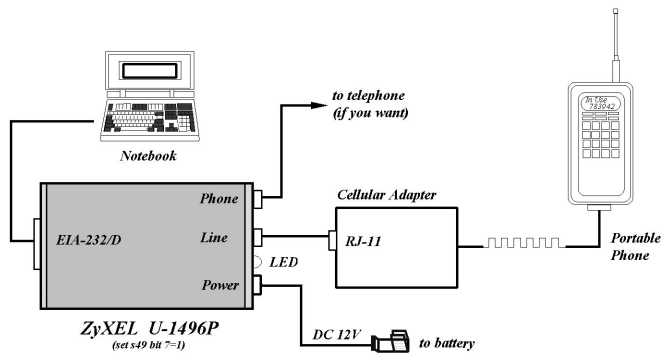 to telephone
(if you want)
In Use
783942
Notebook
Phone
Cellular Adapter
EIA-232/D
Line
RJ-11
LED
Portable
Phone
Power
ZyXEL U-1496P
(set s49 bit 7=1)
DC 12V
to battery